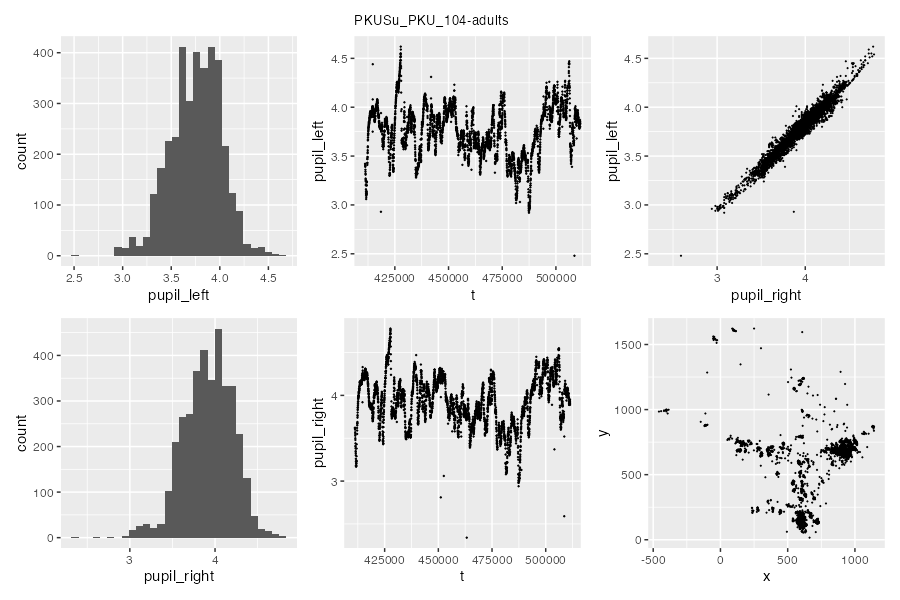 PKUSu_PKU_104-adults
count
400
300
200
100
0
2.5 3.0 3.5 4.0 4.5
pupil_left
pupil_left
4.5
4.0
3.5
3.0
2.5
425000 450000 475000 500000
t
pupil_left
4.5
4.0
3.5
3.0
2.5
3 4
pupil_right
count
400
300
200
100
0
3 4
pupil_right
pupil_right
4
3
425000 450000 475000 500000
t
y
1500
1000
500
0
-500 0 500 1000
x